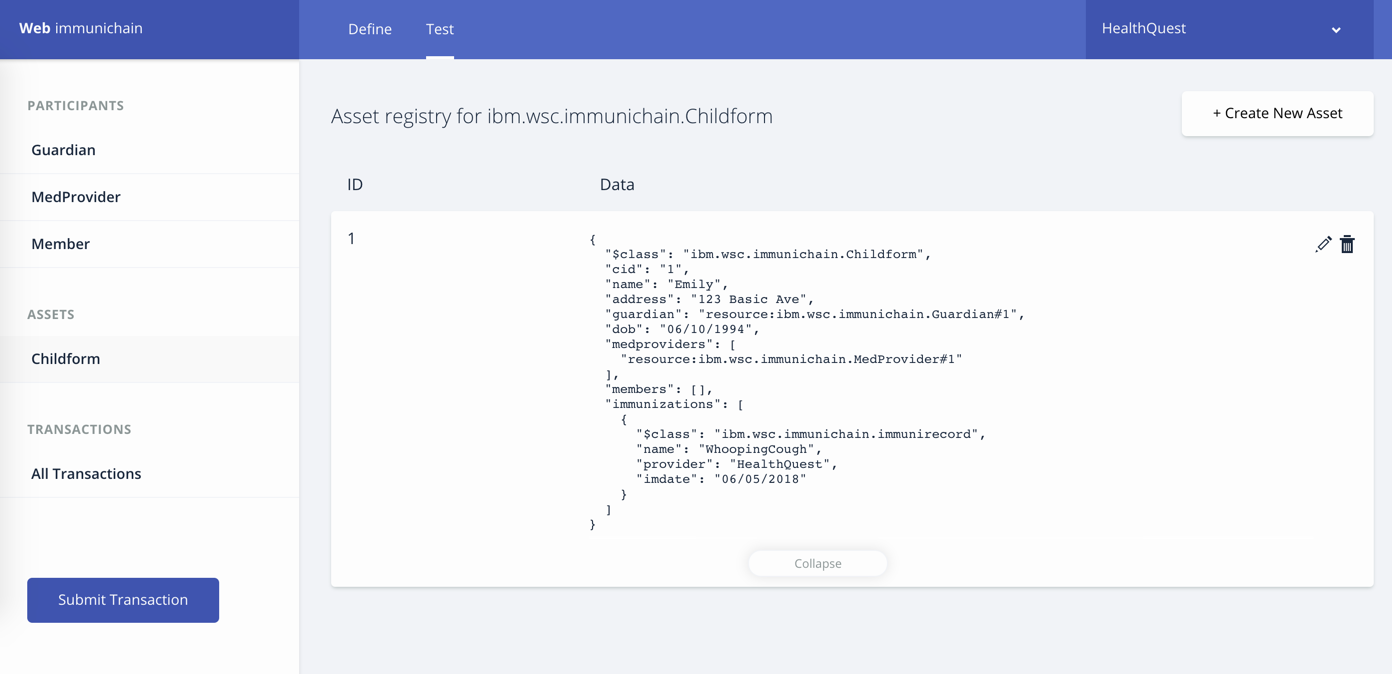 Web immunichain
Define
Test
HealthQuest
PARTICIPANTS
Guardian
MedProvider
Member
ASSETS
Childform
TRANSACTIONS
All Transactions
Submit Transaction
Asset registry for ibm.wsc.immunichain.Childform
+ Create New Asset
ID
Data
1
{
  "$class": "ibm.wsc.immunichain.Childform",
  "cid": "1",
  "name": "Emily",
  "address": "123 Basic Ave",
  "guardian": "resource:ibm.wsc.immunichain.Guardian#1",
  "dob": "06/10/1994",
  "medproviders": [
    "resource:ibm.wsc.immunichain.MedProvider#1"
  ],
  "members": [],
  "immunizations": [
    {
      "$class": "ibm.wsc.immunichain.immunirecord",
      "name": "WhoopingCough",
      "provider": "HealthQuest",
      "imdate": "06/05/2018"
    }
  ]
}
Collapse